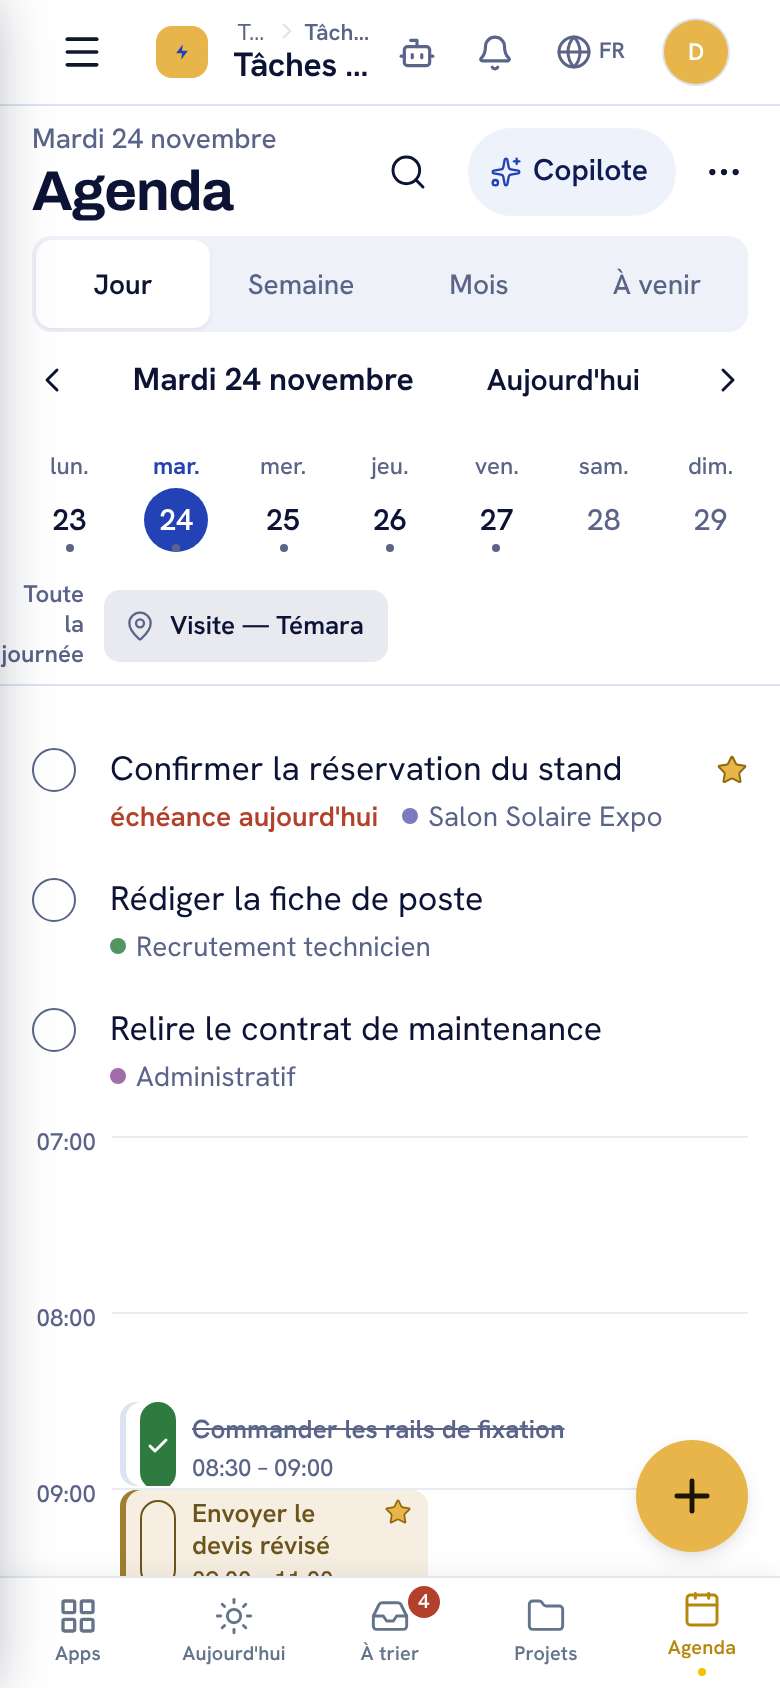 T... > Tâch...
Tâches ...
FR
D
Mardi 24 novembre
Agenda
Copilote
Jour Semaine Mois À venir
Mardi 24 novembre Aujourd'hui
lun. mar. mer. jeu. ven. sam. dim.
23 24 25 26 27 28 29
Toute
la
journée
Visite — Témara
Confirmer la réservation du stand
échéance aujourd'hui Salon Solaire Expo
Rédiger la fiche de poste
Recrutement technicien
Relire le contrat de maintenance
Administratif
07:00
08:00
Commander les rails de fixation
08:30 – 09:00
09:00
Envoyer le
devis révisé
09:00 – 11:00
4
Apps Aujourd'hui À trier Projets Agenda